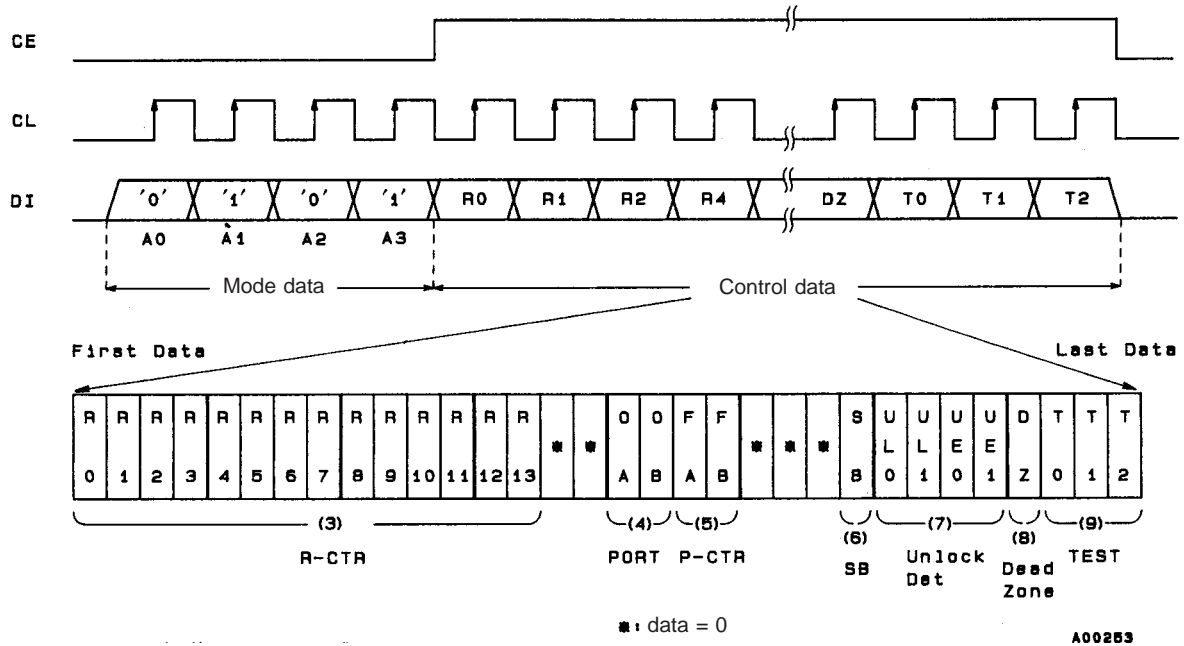 CE
CL
DI '0' '1' '0' '1' R0 R1 R2 R4 DZ T0 T1 T2
A0 A1 A2 A3
Mode data Control data
First Data Last Data
R R R R R R R R R R R R R R * * O O F F * * * S U U U U D T T T
L L E E
0 1 2 3 4 5 6 7 8 9 10 11 12 13 A B A B B 0 1 0 1 Z 0 1 2
(3) (4) (5) (6) (7) (8) (9)
R-CTR PORT P-CTR SB Unlock Det Dead Zone TEST
*: data = 0
A00253